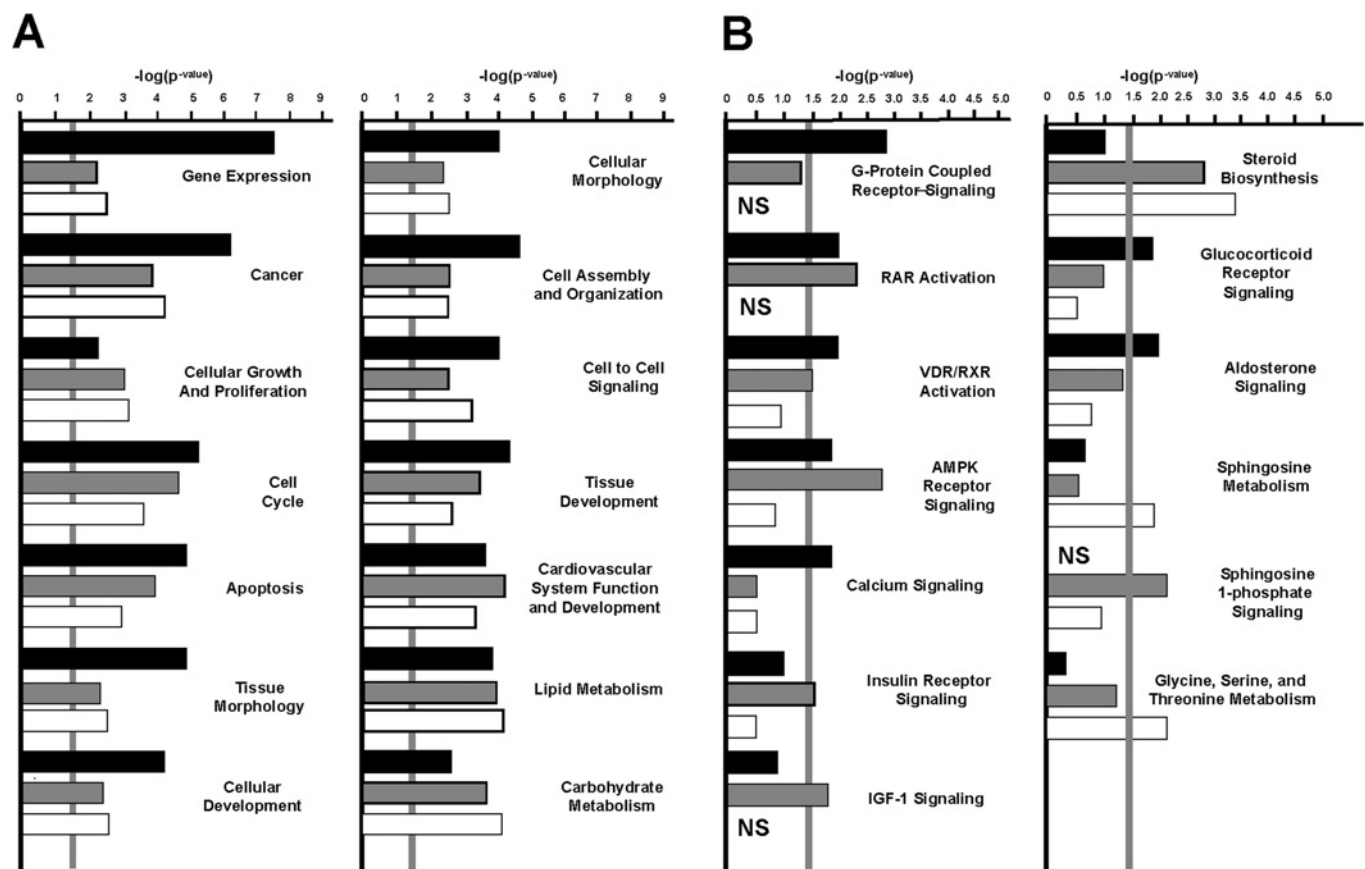 A
-log(p-value)
0 1 2 3 4 5 6 7 8 9
Gene Expression
Cancer
Cellular Growth
And Proliferation
Cell
Cycle
Apoptosis
Tissue
Morphology
Cellular
Development
-log(p-value)
0 1 2 3 4 5 6 7 8 9
Cellular
Morphology
Cell Assembly
and Organization
Cell to Cell
Signaling
Tissue
Development
Cardiovascular
System Function
and Development
Lipid Metabolism
Carbohydrate
Metabolism
B
-log(p-value)
0 0.5 1.0 1.5 2.0 2.5 3.0 3.5 4.0 4.5 5.0
G-Protein Coupled
Receptor-Signaling
NS
RAR Activation
NS
VDR/RXR
Activation
AMPK
Receptor
Signaling
Calcium Signaling
Insulin Receptor
Signaling
IGF-1 Signaling
NS
-log(p-value)
0 0.5 1.0 1.5 2.0 2.5 3.0 3.5 4.0 5.0
Steroid
Biosynthesis
Glucocorticoid
Receptor
Signaling
Aldosterone
Signaling
Sphingosine
Metabolism
NS
Sphingosine
1-phosphate
Signaling
Glycine, Serine, and
Threonine Metabolism